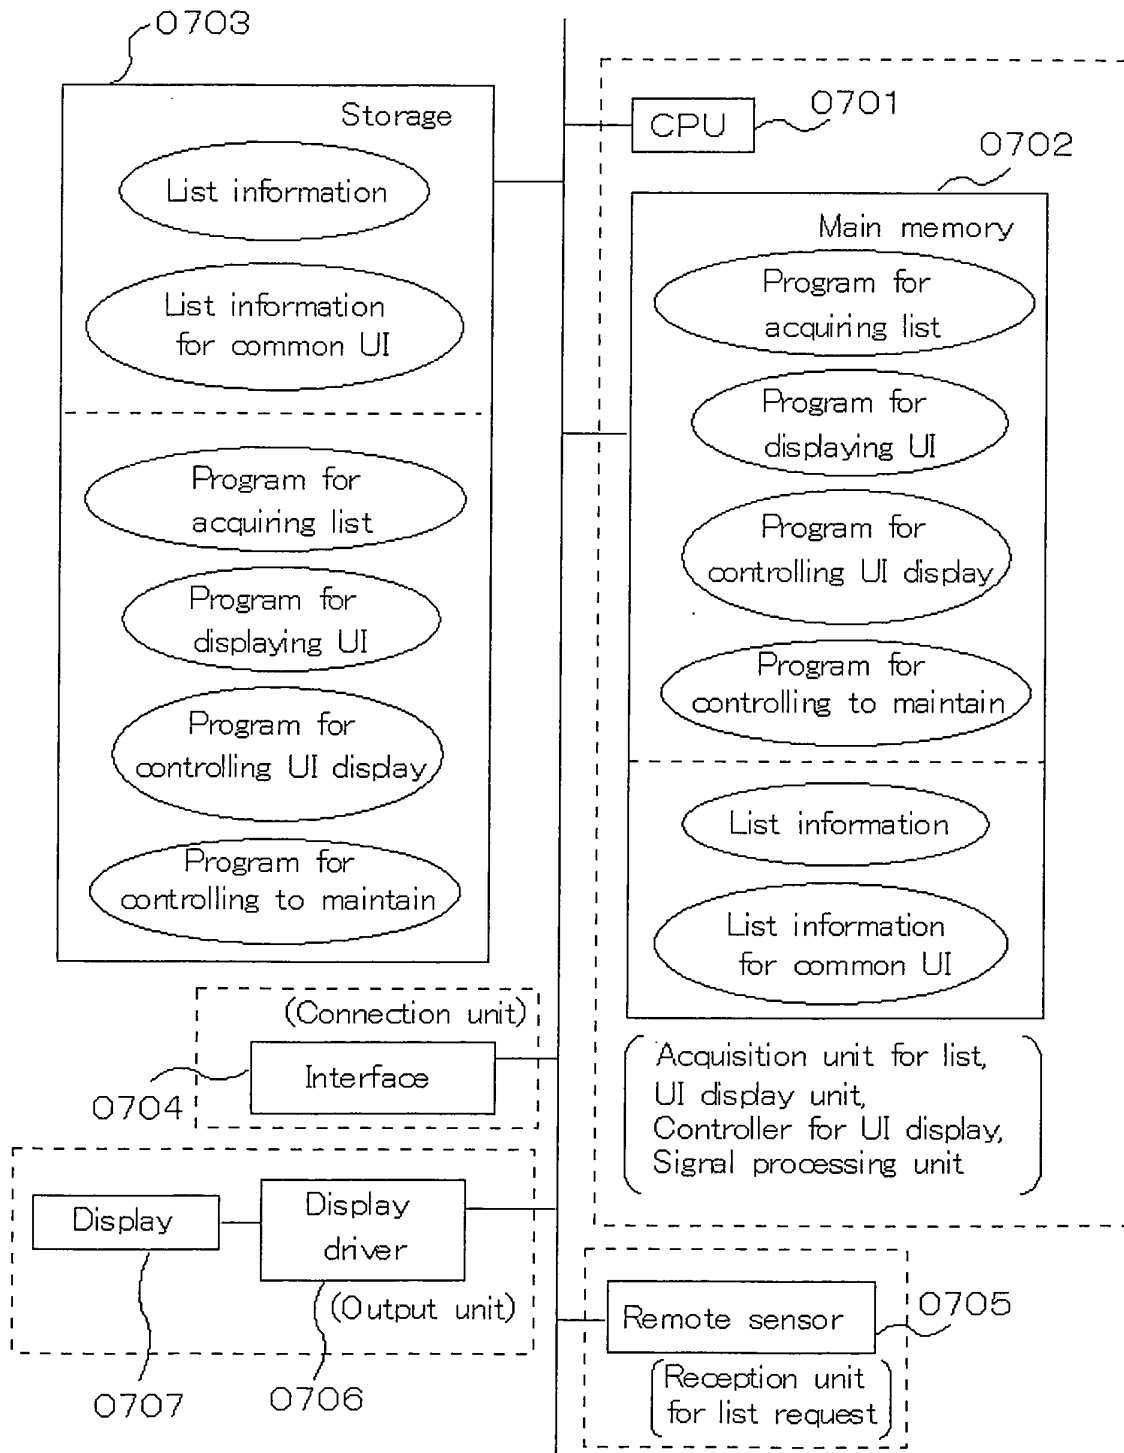 0703
Storage
List information
List information
for common UI
Program for
acquiring list
Program for
displaying UI
Program for
controlling UI display
Program for
controlling to maintain
CPU
0701
0702
Main memory
Program for
acquiring list
Program for
displaying UI
Program for
controlling UI display
Program for
controlling to maintain
List information
List information
for common UI
Acquisition unit for list,
UI display unit,
Controller for UI display,
Signal processing unit
(Connection unit)
Interface
0704
Display
Display
driver
(Output unit)
0707
0706
Remote sensor
0705
(Reception unit
for list request)